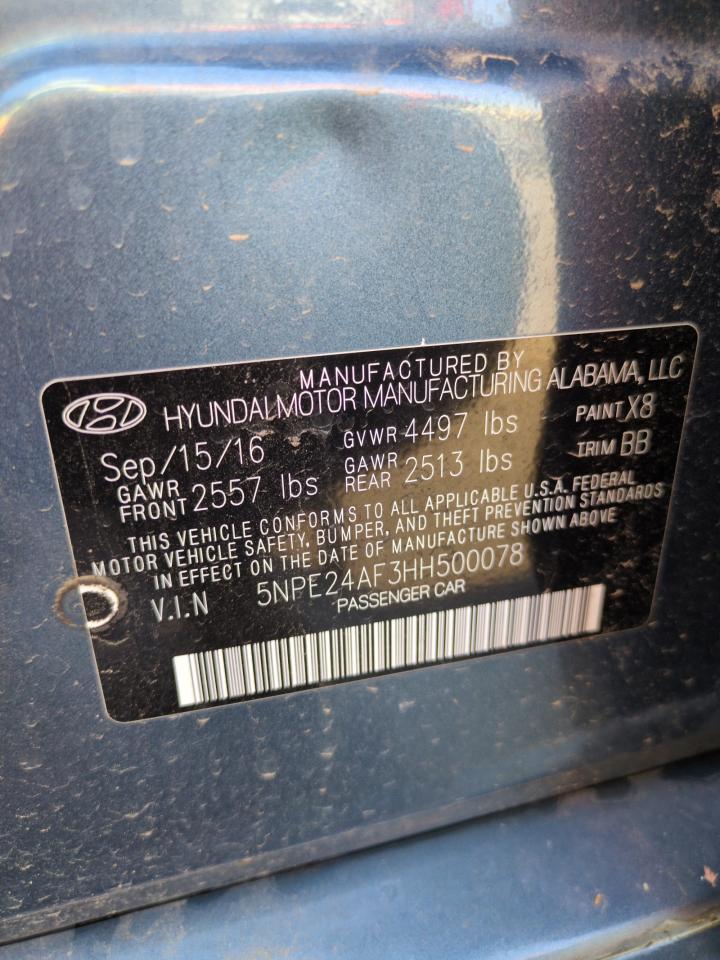 MANUFACTURED BY
HYUNDAI MOTOR MANUFACTURING ALABAMA, LLC
Sep/15/16 GVWR 4497 lbs PAINT X8
GAWR FRONT 2557 lbs GAWR REAR 2513 lbs TRIM BB
THIS VEHICLE CONFORMS TO ALL APPLICABLE U.S.A. FEDERAL
MOTOR VEHICLE SAFETY, BUMPER, AND THEFT PREVENTION STANDARDS
IN EFFECT ON THE DATE OF MANUFACTURE SHOWN ABOVE
V.I.N 5NPE24AF3HH500078
PASSENGER CAR